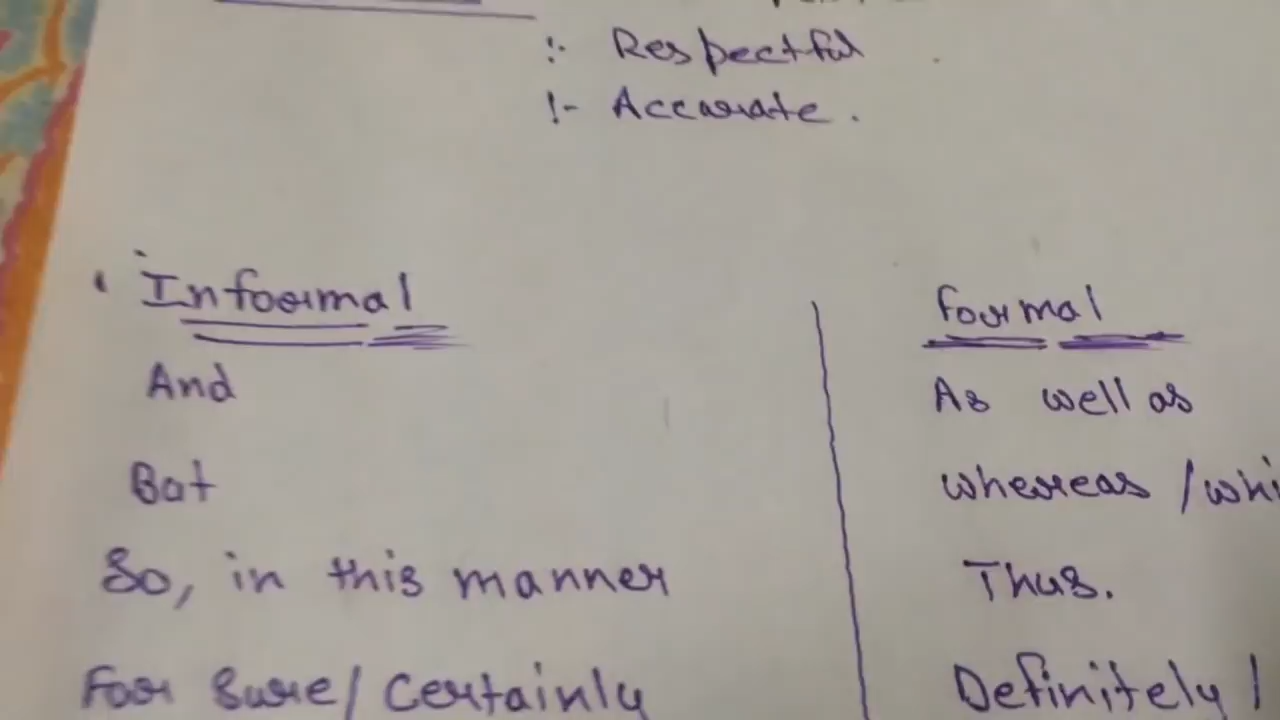 :- Respectful
:- Accurate.
Informal
Formal
And
As well as
But
whereas / whi
So, in this manner
Thus.
For Sure / Certainly
Definitely /